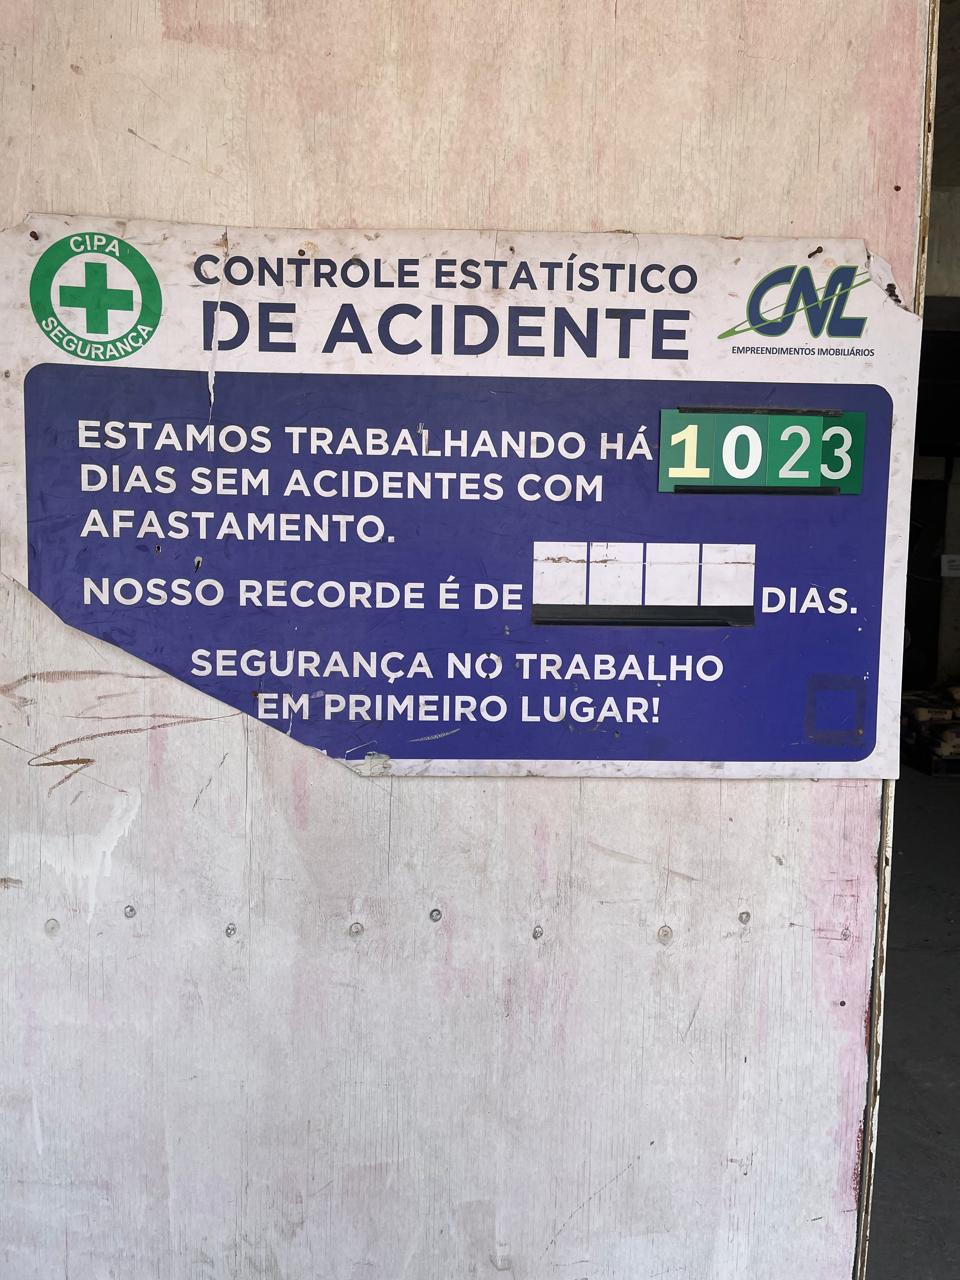 CIPA
SEGURANÇA
CONTROLE ESTATÍSTICO
DE ACIDENTE
CNL
EMPREENDIMENTOS IMOBILIÁRIOS
ESTAMOS TRABALHANDO HÁ 1023
DIAS SEM ACIDENTES COM
AFASTAMENTO.
NOSSO RECORDE É DE DIAS.
SEGURANÇA NO TRABALHO
EM PRIMEIRO LUGAR!